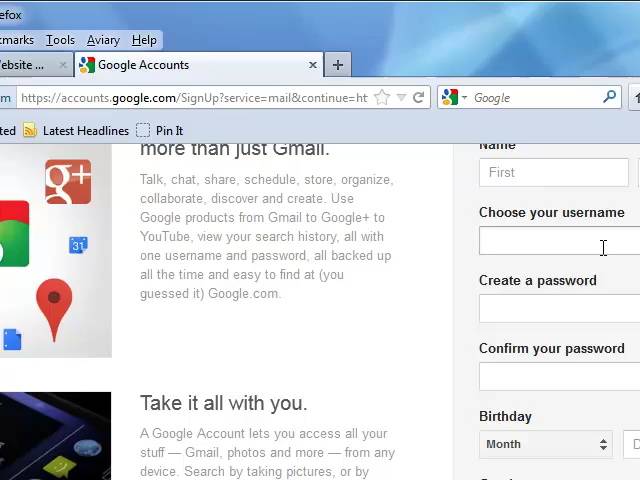 efox
kmarks Tools Aviary Help
ebsite ... × Google Accounts × +
m https://accounts.google.com/SignUp?service=mail&continue=ht Google
ted Latest Headlines Pin It
more than just Gmail.
Talk, chat, share, schedule, store, organize,
collaborate, discover and create. Use
Google products from Gmail to Google+ to
YouTube, view your search history, all with
one username and password, all backed up
all the time and easy to find at (you
guessed it) Google.com.
g+
31
Take it all with you.
A Google Account lets you access all your
stuff — Gmail, photos and more — from any
device. Search by taking pictures, or by
Name
First
Choose your username
Create a password
Confirm your password
Birthday
Month D